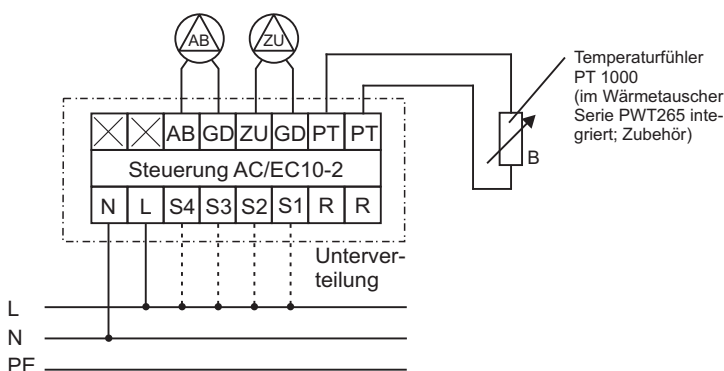 AB ZU
Temperaturfühler
PT 1000
(im Wärmetauscher
Serie PWT265 inte-
griert; Zubehör)
B
AB GD ZU GD PT PT
Steuerung AC/EC10-2
N L S4 S3 S2 S1 R R
Unterver-
teilung
L
N
PE